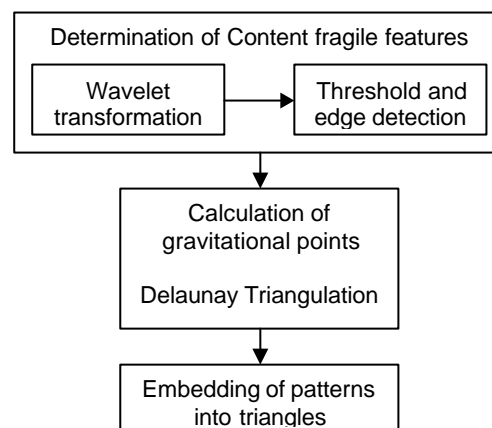 Determination of Content fragile features
Wavelet
transformation
Threshold and
edge detection
Calculation of
gravitational points
Delaunay Triangulation
Embedding of patterns
into triangles